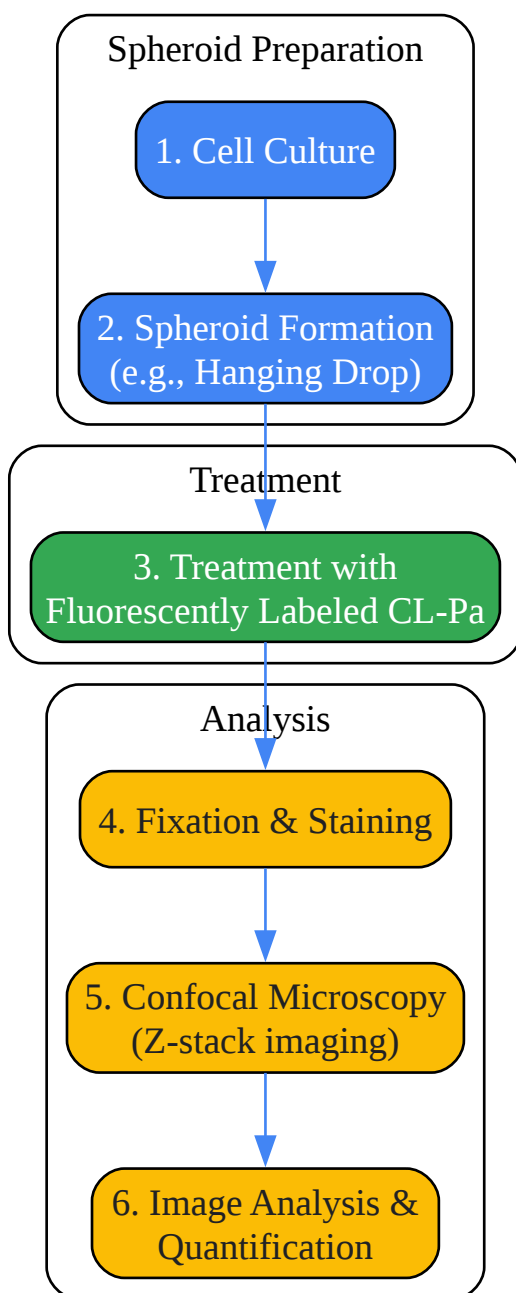 Spheroid Preparation
1. Cell Culture
2. Spheroid Formation
(e.g., Hanging Drop)
Treatment
3. Treatment with
Fluorescently Labeled CL-Pa
Analysis
4. Fixation & Staining
5. Confocal Microscopy
(Z-stack imaging)
6. Image Analysis &
Quantification